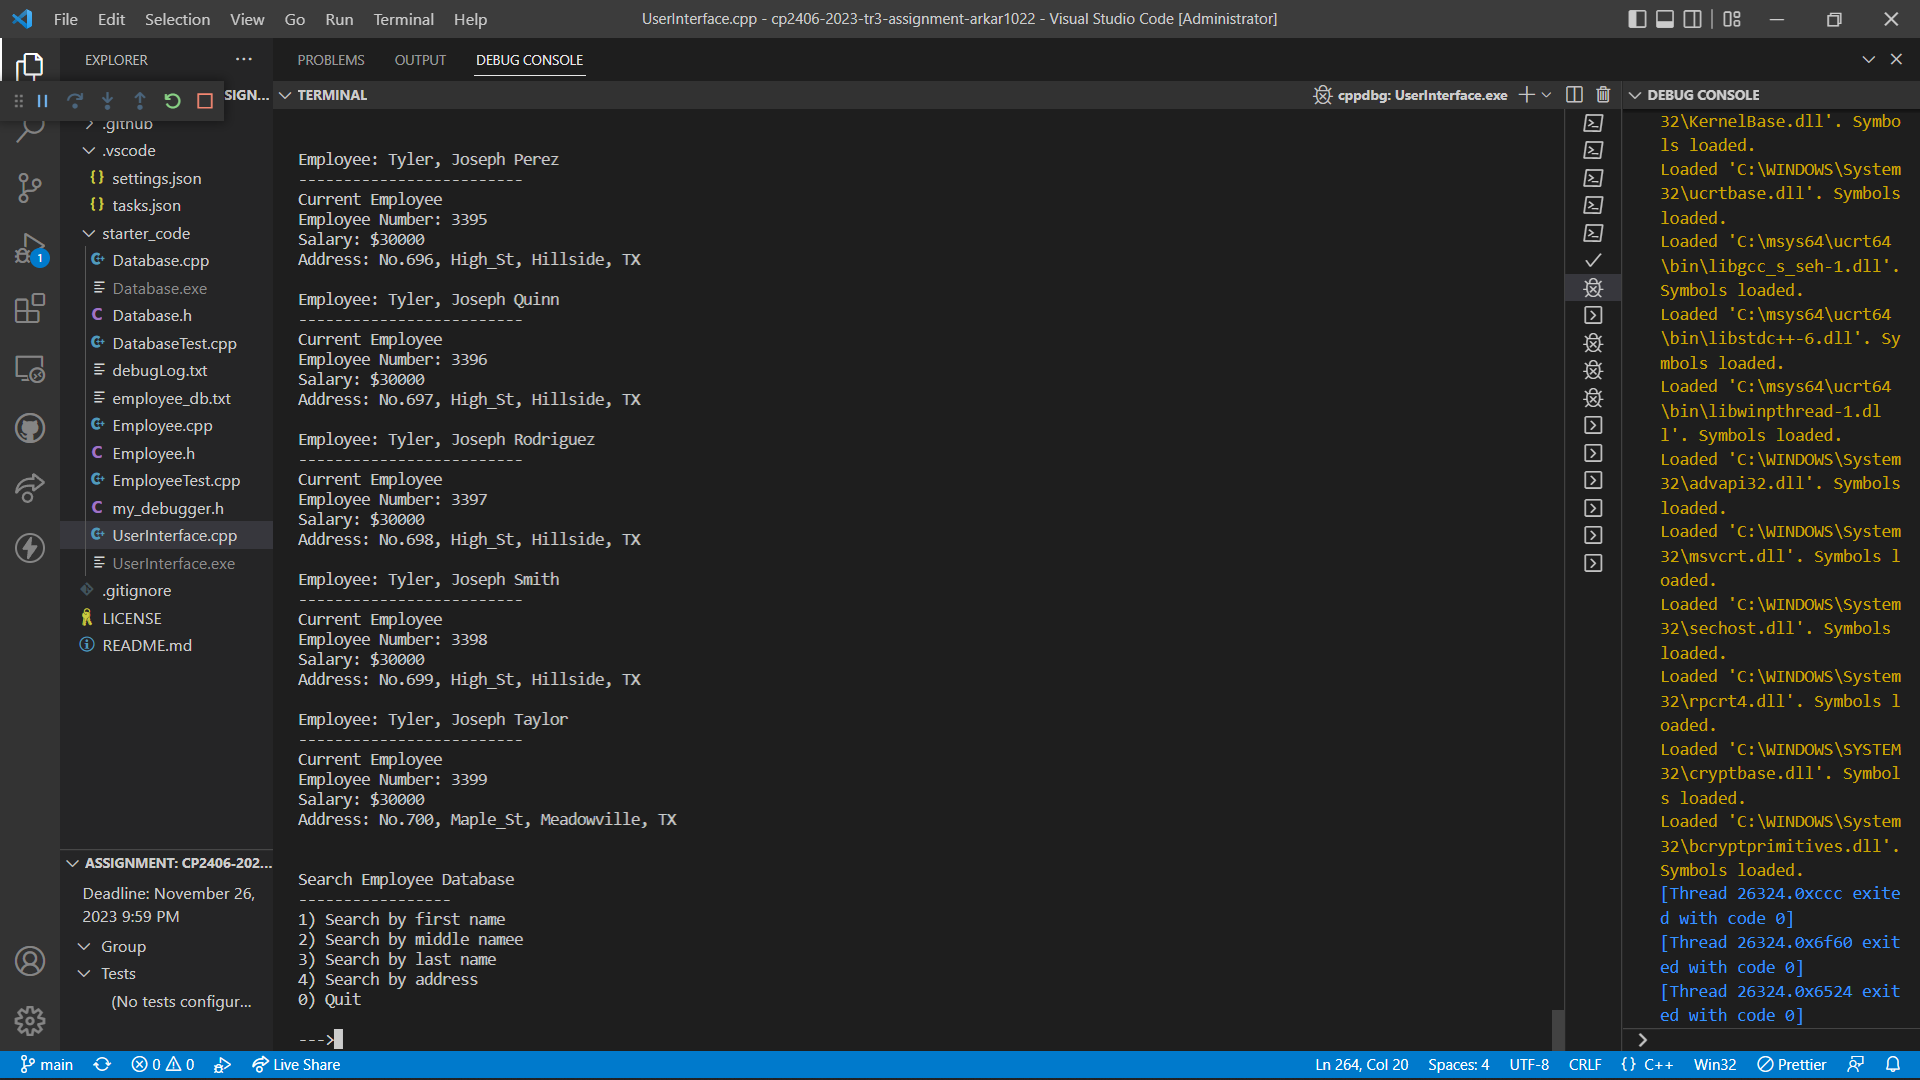 File Edit Selection View Go Run Terminal Help
UserInterface.cpp - cp2406-2023-tr3-assignment-arkar1022 - Visual Studio Code [Administrator]
EXPLORER
SIGN...
.github
.vscode
settings.json
tasks.json
starter_code
Database.cpp
Database.exe
Database.h
DatabaseTest.cpp
debugLog.txt
employee_db.txt
Employee.cpp
Employee.h
EmployeeTest.cpp
my_debugger.h
UserInterface.cpp
UserInterface.exe
.gitignore
LICENSE
README.md
1
ASSIGNMENT: CP2406-202...
Deadline: November 26,
2023 9:59 PM
Group
Tests
(No tests configur...
PROBLEMS OUTPUT DEBUG CONSOLE
TERMINAL
cppdbg: UserInterface.exe
Employee: Tyler, Joseph Perez
-------------------------
Current Employee
Employee Number: 3395
Salary: $30000
Address: No.696, High_St, Hillside, TX
Employee: Tyler, Joseph Quinn
-------------------------
Current Employee
Employee Number: 3396
Salary: $30000
Address: No.697, High_St, Hillside, TX
Employee: Tyler, Joseph Rodriguez
-------------------------
Current Employee
Employee Number: 3397
Salary: $30000
Address: No.698, High_St, Hillside, TX
Employee: Tyler, Joseph Smith
-------------------------
Current Employee
Employee Number: 3398
Salary: $30000
Address: No.699, High_St, Hillside, TX
Employee: Tyler, Joseph Taylor
-------------------------
Current Employee
Employee Number: 3399
Salary: $30000
Address: No.700, Maple_St, Meadowville, TX
Search Employee Database
-----------------
1) Search by first name
2) Search by middle namee
3) Search by last name
4) Search by address
0) Quit
--->
DEBUG CONSOLE
32\KernelBase.dll'. Symbo
ls loaded.
Loaded 'C:\WINDOWS\System
32\ucrtbase.dll'. Symbols
loaded.
Loaded 'C:\msys64\ucrt64
\bin\libgcc_s_seh-1.dll'.
Symbols loaded.
Loaded 'C:\msys64\ucrt64
\bin\libstdc++-6.dll'. Sy
mbols loaded.
Loaded 'C:\msys64\ucrt64
\bin\libwinpthread-1.dl
l'. Symbols loaded.
Loaded 'C:\WINDOWS\System
32\advapi32.dll'. Symbols
loaded.
Loaded 'C:\WINDOWS\System
32\msvcrt.dll'. Symbols l
oaded.
Loaded 'C:\WINDOWS\System
32\sechost.dll'. Symbols
loaded.
Loaded 'C:\WINDOWS\System
32\rpcrt4.dll'. Symbols l
oaded.
Loaded 'C:\WINDOWS\SYSTEM
32\cryptbase.dll'. Symbol
s loaded.
Loaded 'C:\WINDOWS\System
32\bcryptprimitives.dll'.
Symbols loaded.
[Thread 26324.0xccc exite
d with code 0]
[Thread 26324.0x6f60 exit
ed with code 0]
[Thread 26324.0x6524 exit
ed with code 0]
main 0 0 Live Share
Ln 264, Col 20 Spaces: 4 UTF-8 CRLF {} C++ Win32 Prettier